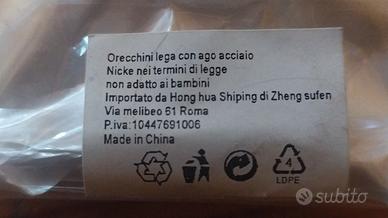 Orecchini lega con ago acciaio
Nicke nei termini di legge
non adatto ai bambini
Importato da Hong hua Shiping di Zheng sufen
Via melibeo 61 Roma
P.iva:10447691006
Made in China
4
LDPE
subito